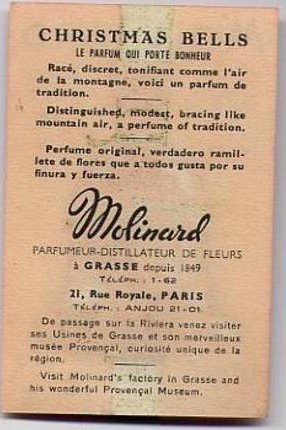 CHRISTMAS BELLS
LE PARFUM QUI PORTE BONHEUR
Racé, discret, tonifiant comme l'air
de la montagne, voici un parfum de
tradition.
Distinguished, modest, bracing like
mountain air, a perfume of tradition.
Perfume original, verdadero ramil-
lete de flores que a todos gusta por su
finura y fuerza.
Molinard
PARFUMEUR-DISTILLATEUR DE FLEURS
à GRASSE depuis 1849
TÉLÉPH. : 1-62
21, Rue Royale, PARIS
TÉLÉPH. : ANJOU 21-01
De passage sur la Riviera venez visiter
ses Usines de Grasse et son merveilleux
musée Provençal, curiosité unique de la
région.
Visit Molinard's factory in Grasse and
his wonderful Provençal Museum.